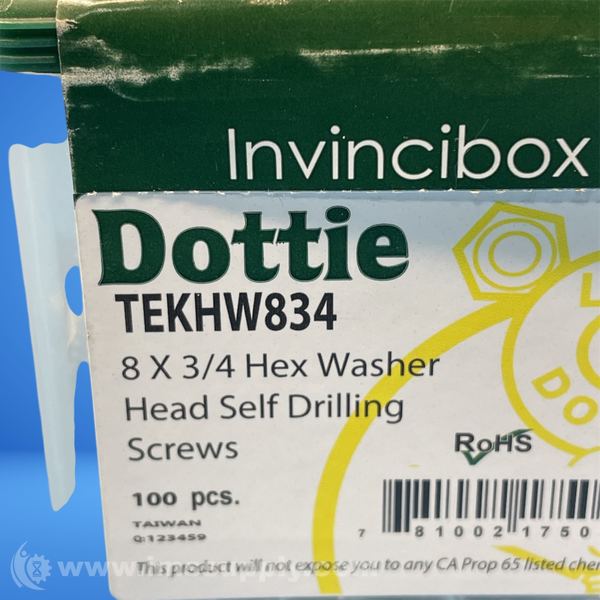 Invincibox
Dottie
TEKHW834
8 X 3/4 Hex Washer
Head Self Drilling
Screws
RoHS
100 pcs.
TAIWAN
Q:123459
7 81002 1750
This product will not expose you to any CA Prop 65 listed